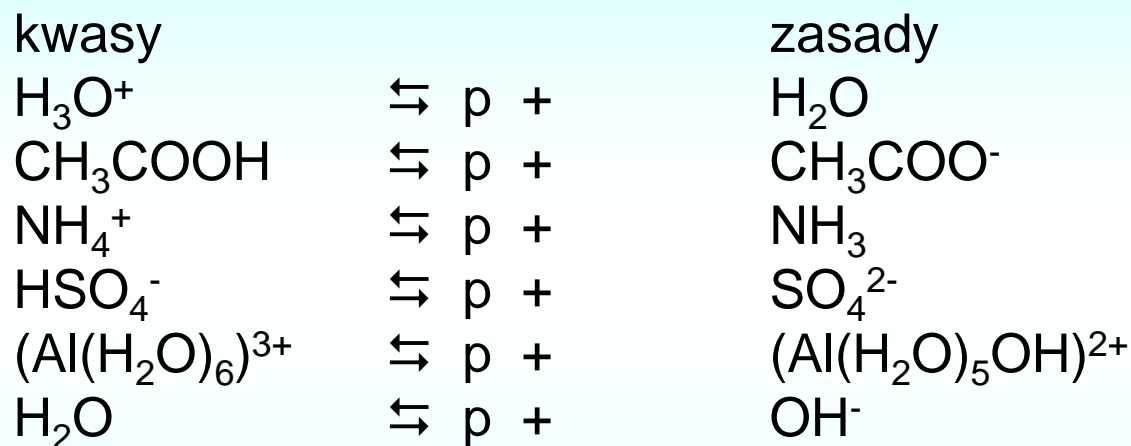 kwasy zasady
H₃O⁺ ⇆ p + H₂O
CH₃COOH ⇆ p + CH₃COO⁻
NH₄⁺ ⇆ p + NH₃
HSO₄⁻ ⇆ p + SO₄²⁻
(Al(H₂O)₆)³⁺ ⇆ p + (Al(H₂O)₅OH)²⁺
H₂O ⇆ p + OH⁻